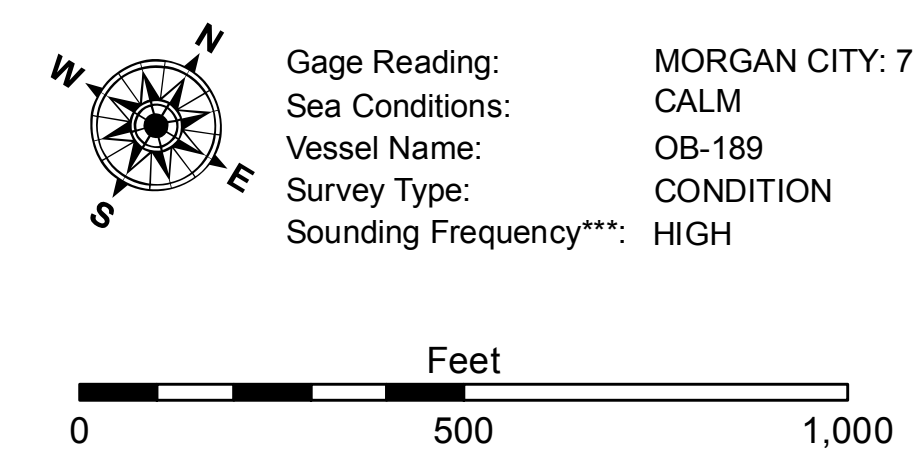 N
W
E
S
Gage Reading: MORGAN CITY: 7
Sea Conditions: CALM
Vessel Name: OB-189
Survey Type: CONDITION
Sounding Frequency***: HIGH
Feet
0 500 1,000